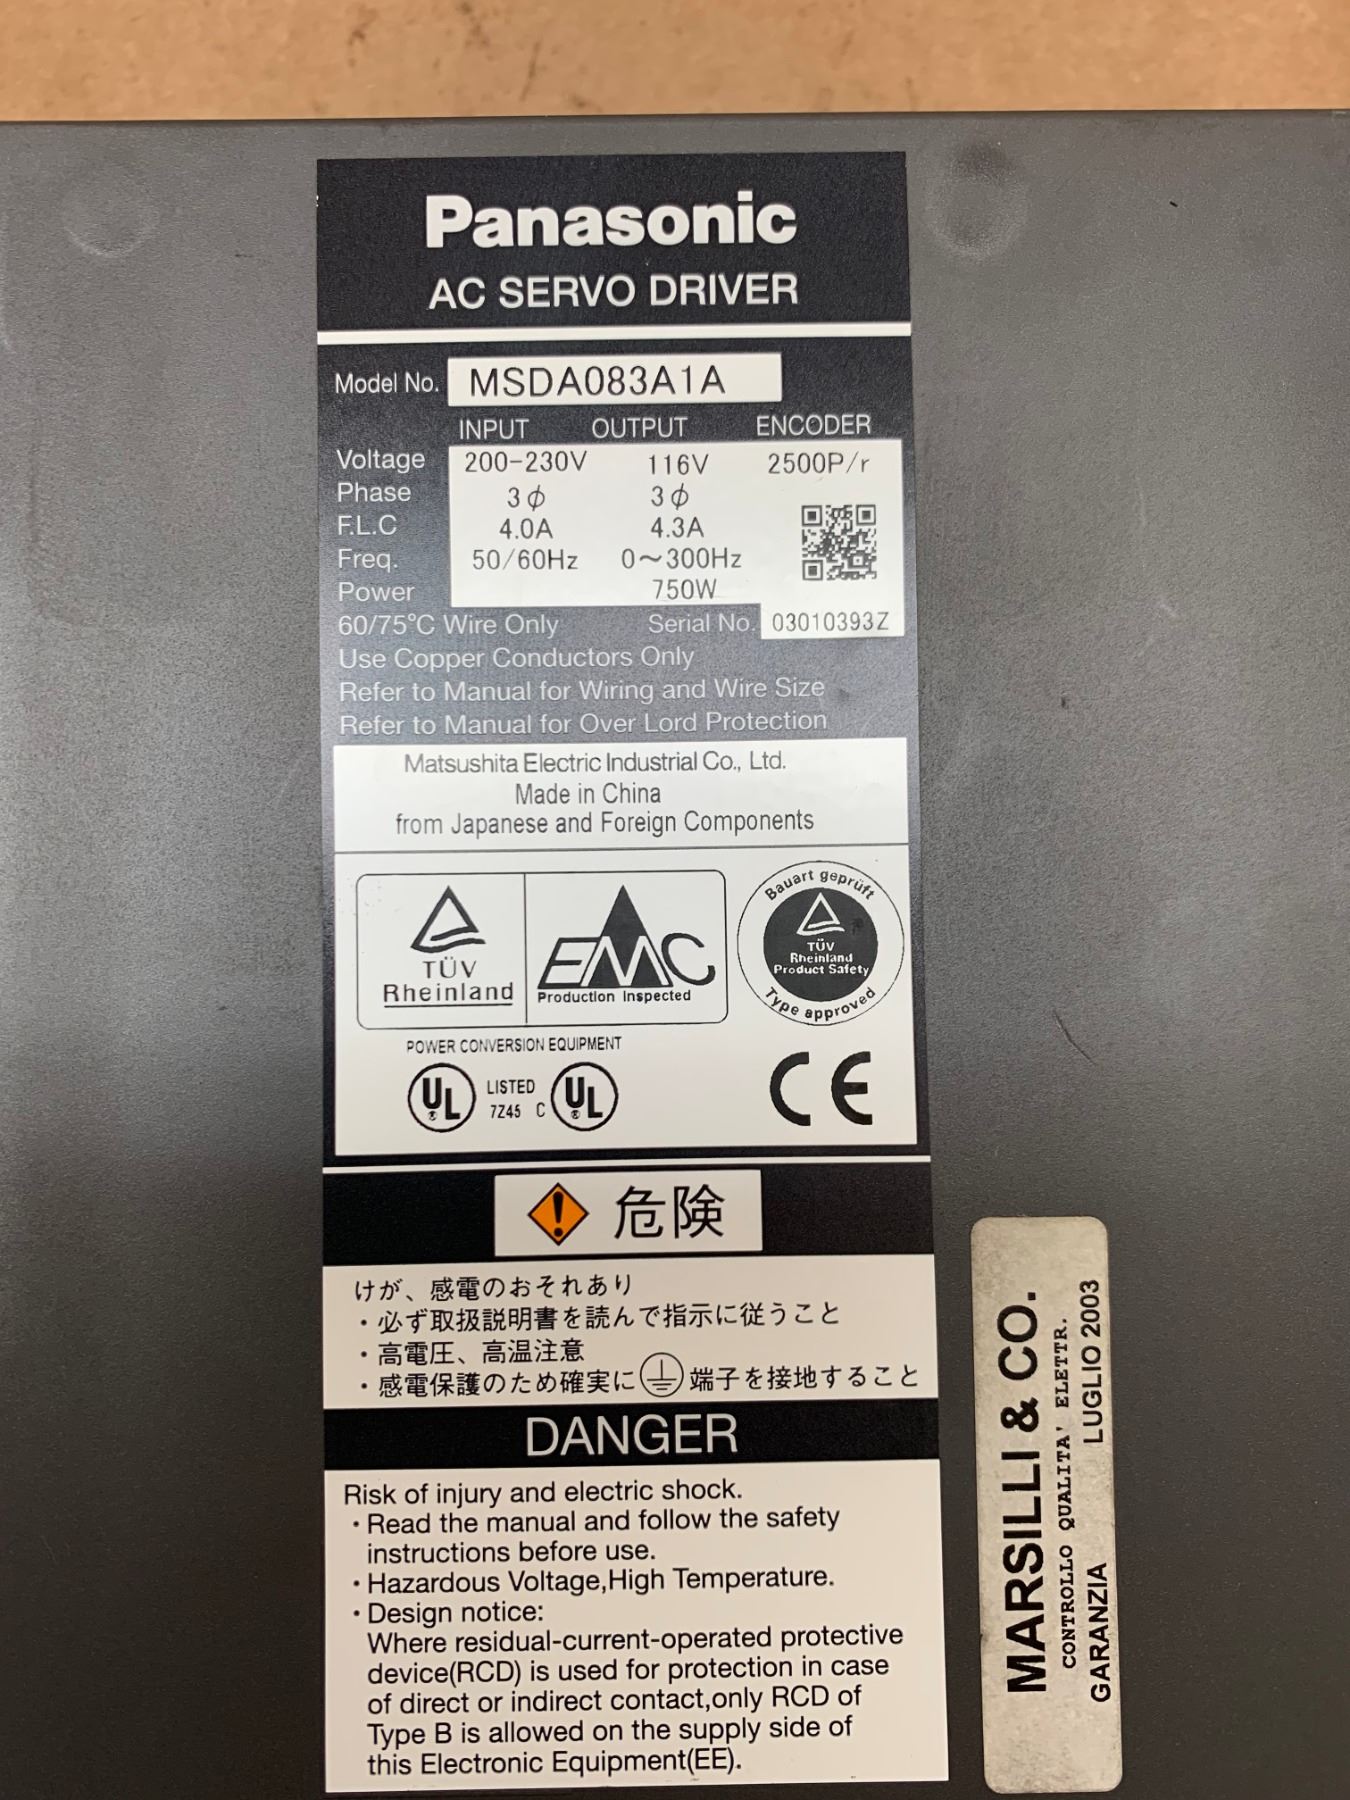 Panasonic
AC SERVO DRIVER
Model No. MSDA083A1A
INPUT OUTPUT ENCODER
Voltage 200-230V 116V 2500P/r
Phase 3φ 3φ
F.L.C 4.0A 4.3A
Freq. 50/60Hz 0～300Hz
Power 750W
60/75°C Wire Only Serial No. 03010393Z
Use Copper Conductors Only
Refer to Manual for Wiring and Wire Size
Refer to Manual for Over Lord Protection
Matsushita Electric Industrial Co., Ltd.
Made in China
from Japanese and Foreign Components
TÜV
Rheinland
EMC
Production Inspected
Bauart geprüft
TÜV
Rheinland
Product Safety
Type approved
POWER CONVERSION EQUIPMENT
UL LISTED 7Z45 C UL
CE
危険
けが、感電のおそれあり
・必ず取扱説明書を読んで指示に従うこと
・高電圧、高温注意
・感電保護のため確実に端子を接地すること
DANGER
Risk of injury and electric shock.
・Read the manual and follow the safety
instructions before use.
・Hazardous Voltage,High Temperature.
・Design notice:
Where residual-current-operated protective
device(RCD) is used for protection in case
of direct or indirect contact,only RCD of
Type B is allowed on the supply side of
this Electronic Equipment(EE).
MARSILLI & CO.
CONTROLLO QUALITA' ELETTR.
GARANZIA LUGLIO 2003